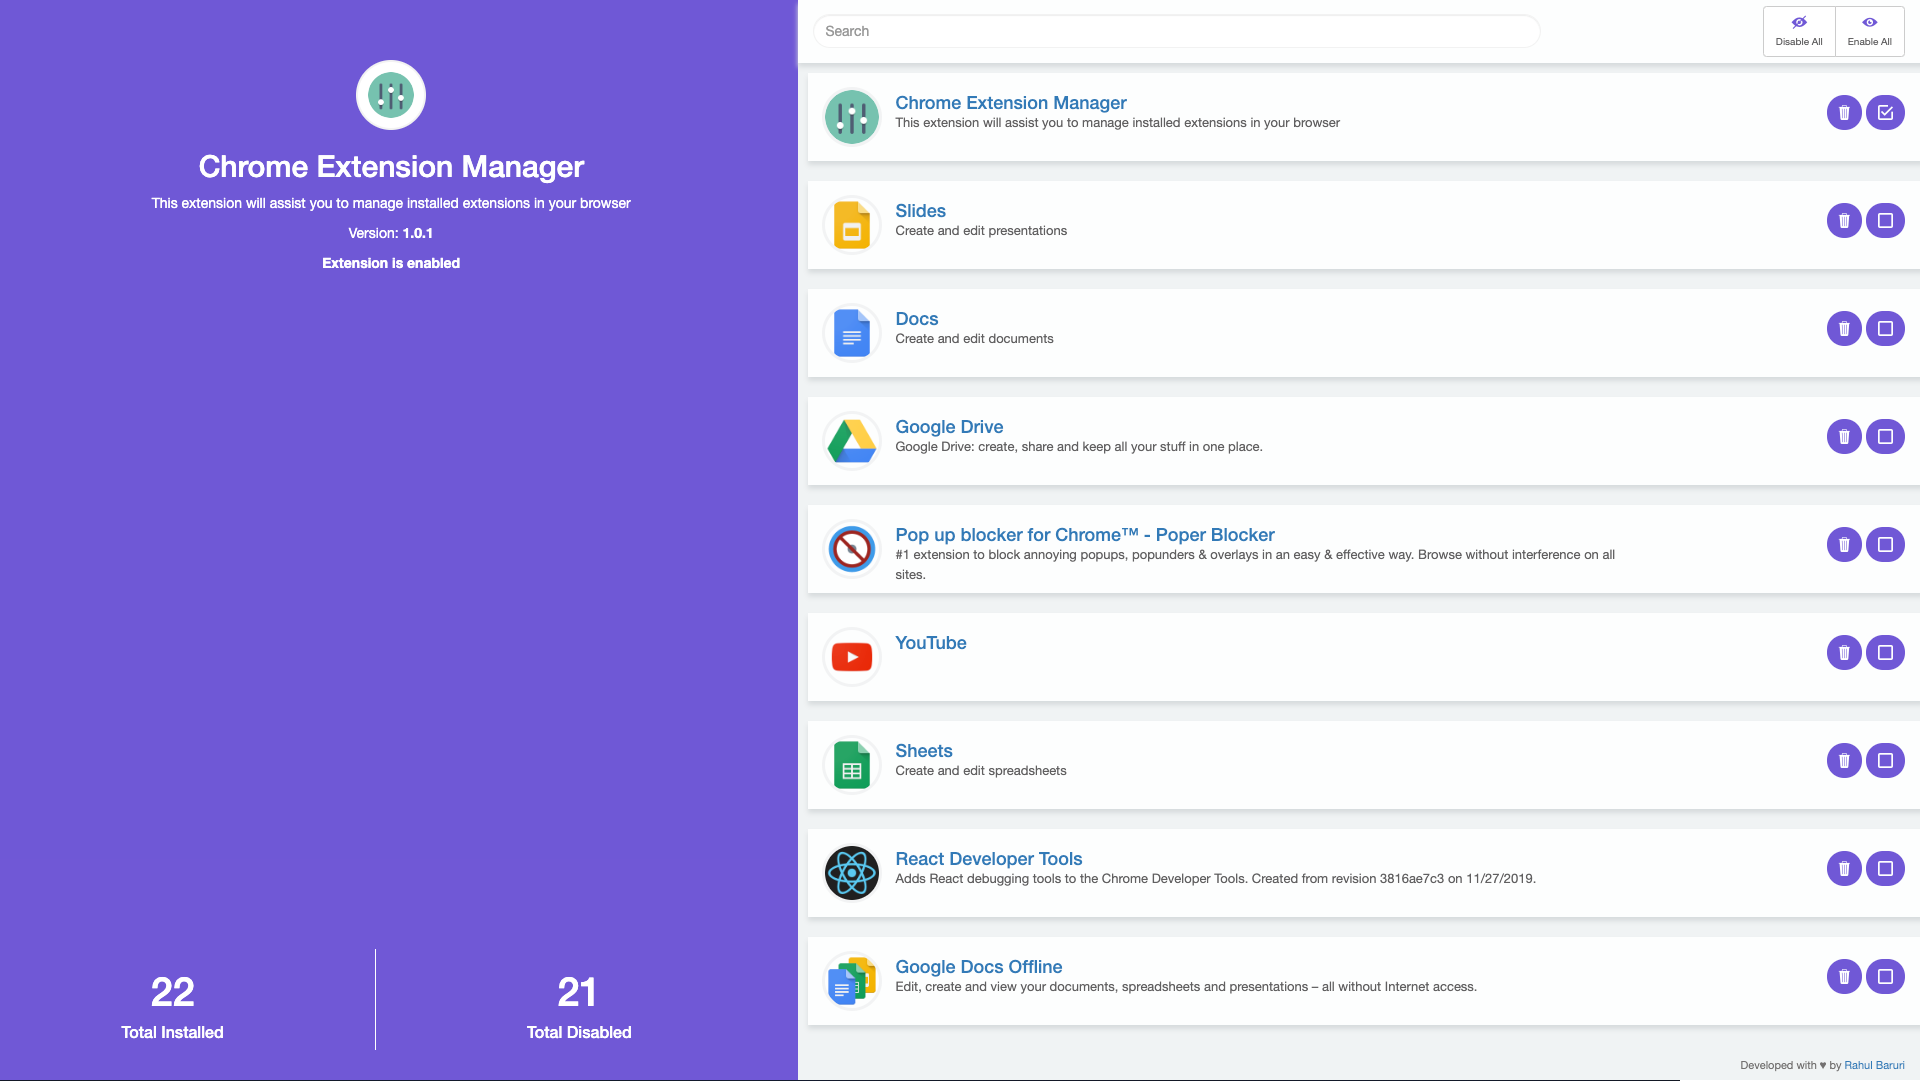 Chrome Extension Manager
This extension will assist you to manage installed extensions in your browser
Version: 1.0.1
Extension is enabled
22
Total Installed
21
Total Disabled
Search
Disable All
Enable All
Chrome Extension Manager
This extension will assist you to manage installed extensions in your browser
Slides
Create and edit presentations
Docs
Create and edit documents
Google Drive
Google Drive: create, share and keep all your stuff in one place.
Pop up blocker for Chrome™ - Poper Blocker
#1 extension to block annoying popups, popunders & overlays in an easy & effective way. Browse without interference on all
sites.
YouTube
Sheets
Create and edit spreadsheets
React Developer Tools
Adds React debugging tools to the Chrome Developer Tools. Created from revision 3816ae7c3 on 11/27/2019.
Google Docs Offline
Edit, create and view your documents, spreadsheets and presentations – all without Internet access.
Developed with ♥ by Rahul Baruri